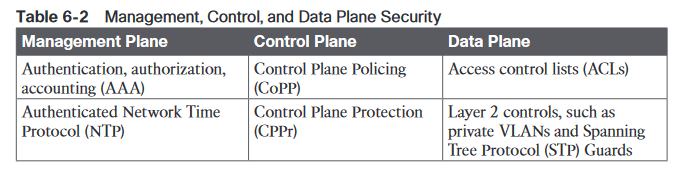 Table 6-2 Management, Control, and Data Plane Security
Management Plane Control Plane Data Plane
Authentication, authorization, Control Plane Policing Access control lists (ACLs)
accounting (AAA) (CoPP)
Authenticated Network Time Control Plane Protection Layer 2 controls, such as
Protocol (NTP) (CPPr) private VLANs and Spanning
Tree Protocol (STP) Guards